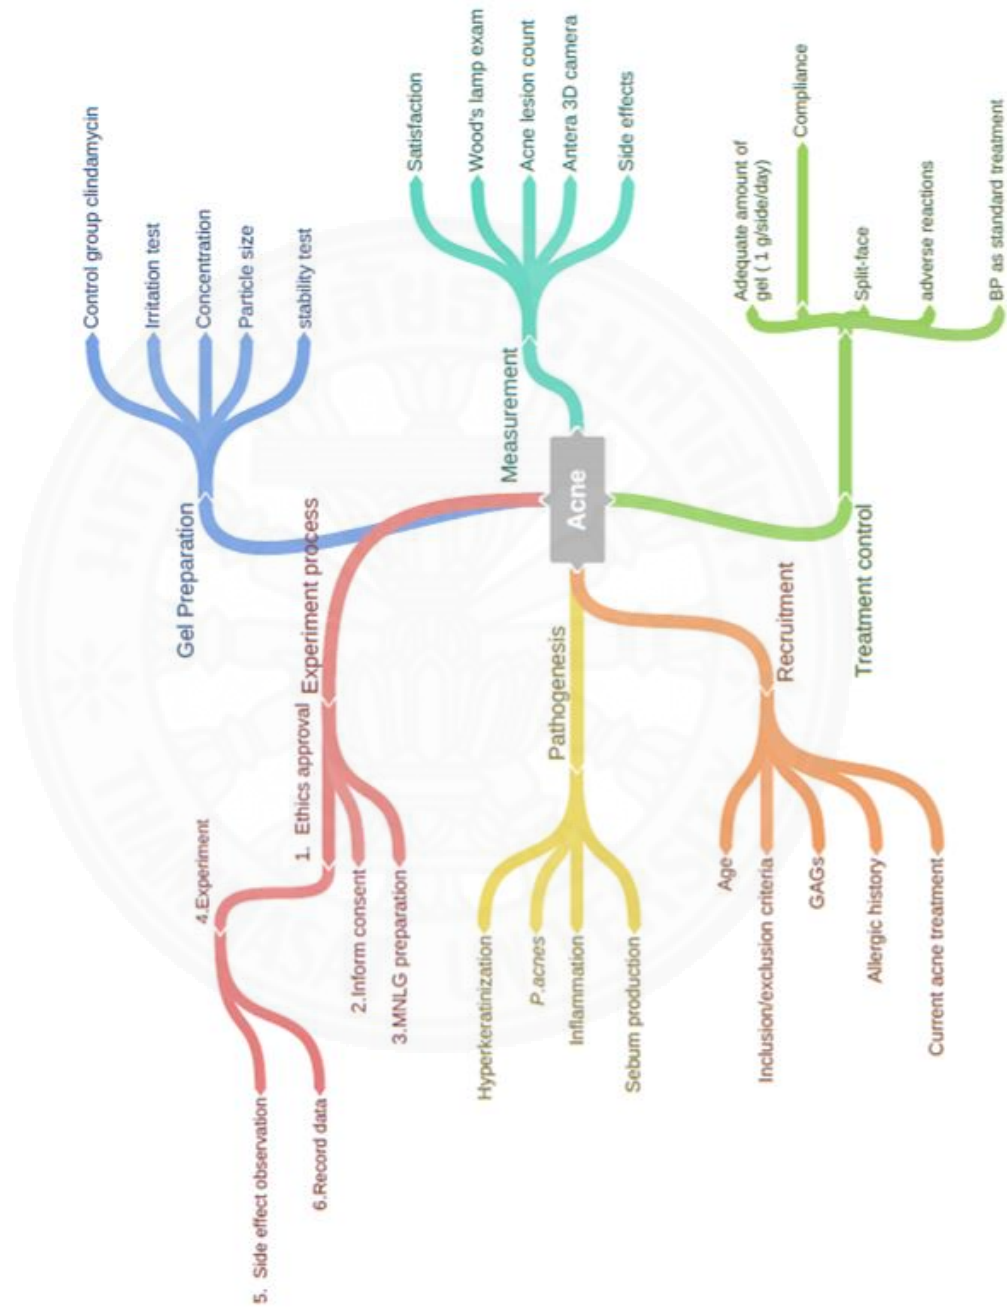 Acne
Gel Preparation
Control group clindamycin
Irritation test
Concentration
Particle size
stability test
Measurement
Satisfaction
Wood's lamp exam
Acne lesion count
Antera 3D camera
Side effects
Treatment control
Adequate amount of
gel ( 1 g/side/day)
Compliance
Split-face
adverse reactions
BP as standard treatment
Experiment process
1. Ethics approval
2.Inform consent
3.MNLG preparation
4.Experiment
5. Side effect observation
6.Record data
Pathogenesis
Hyperkeratinization
P.acnes
Inflammation
Sebum production
Recruitment
Age
Inclusion/exclusion criteria
GAGs
Allergic history
Current acne treatment